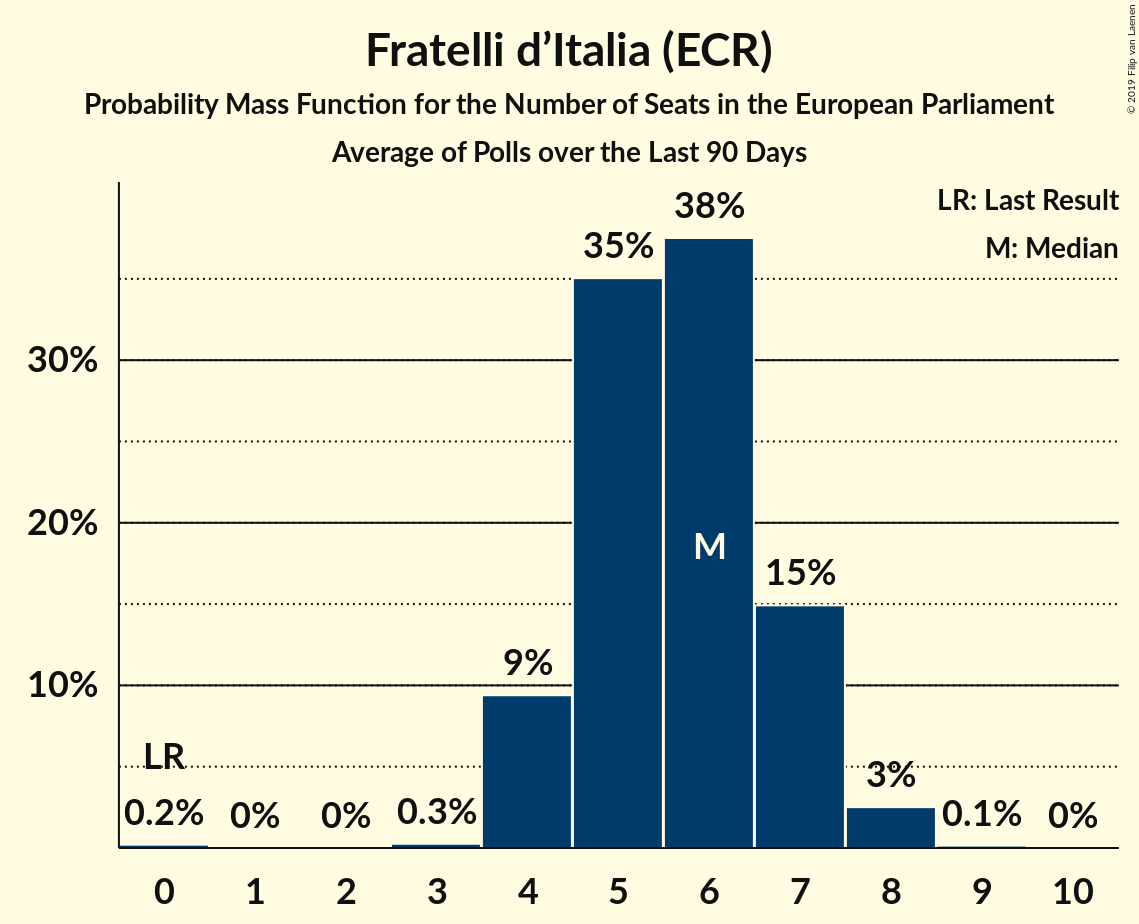 Fratelli d’Italia (ECR)
Probability Mass Function for the Number of Seats in the European Parliament
Average of Polls over the Last 90 Days
© 2019 Filip van Laenen
LR: Last Result
M: Median
38%
35%
30%
20%
M
15%
9%
10%
LR
3%
0.2%
0%
0%
0.3%
0.1%
0%
0 1 2 3 4 5 6 7 8 9 10